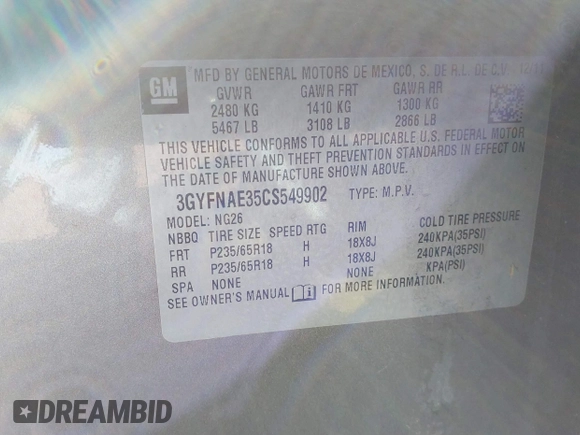 GM
MFD BY GENERAL MOTORS DE MEXICO, S. DE R.L. DE C.V. 12/11
GVWR GAWR FRT GAWR RR
2480 KG 1410 KG 1300 KG
5467 LB 3108 LB 2866 LB
THIS VEHICLE CONFORMS TO ALL APPLICABLE U.S. FEDERAL MOTOR
VEHICLE SAFETY AND THEFT PREVENTION STANDARDS IN EFFECT ON
THE DATE OF MANUFACTURE SHOWN ABOVE.
3GYFNAE35CS549902 TYPE: M.P.V.
MODEL: NG26
NBBQ TIRE SIZE SPEED RTG RIM COLD TIRE PRESSURE
FRT P235/65R18 H 18X8J 240KPA(35PSI)
RR P235/65R18 H 18X8J 240KPA(35PSI)
SPA NONE NONE KPA(PSI)
SEE OWNER'S MANUAL i FOR MORE INFORMATION.
DREAMBID